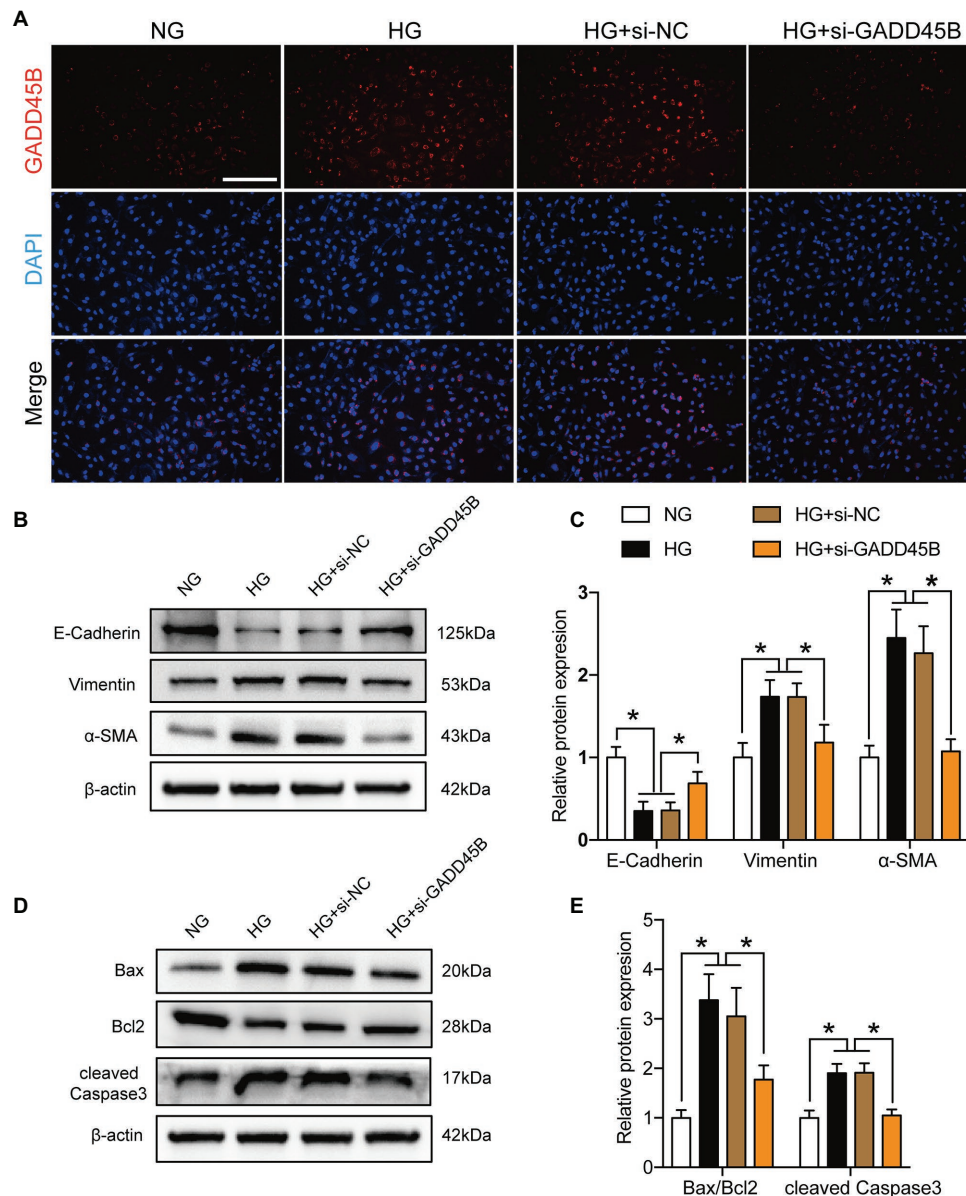 A
NG
HG
HG+si-NC
HG+si-GADD45B
GADD45B
DAPI
Merge
B
NG
HG
HG+si-NC
HG+si-GADD45B
E-Cadherin
125kDa
Vimentin
53kDa
α-SMA
43kDa
β-actin
42kDa
C
NG
HG
HG+si-NC
HG+si-GADD45B
Relative protein expresion
3
2
1
0
* * * * * *
E-Cadherin
Vimentin
α-SMA
D
NG
HG
HG+si-NC
HG+si-GADD45B
Bax
20kDa
Bcl2
28kDa
cleaved
Caspase3
17kDa
β-actin
42kDa
E
Relative protein expresion
5
4
3
2
1
0
* * * *
Bax/Bcl2
cleaved Caspase3